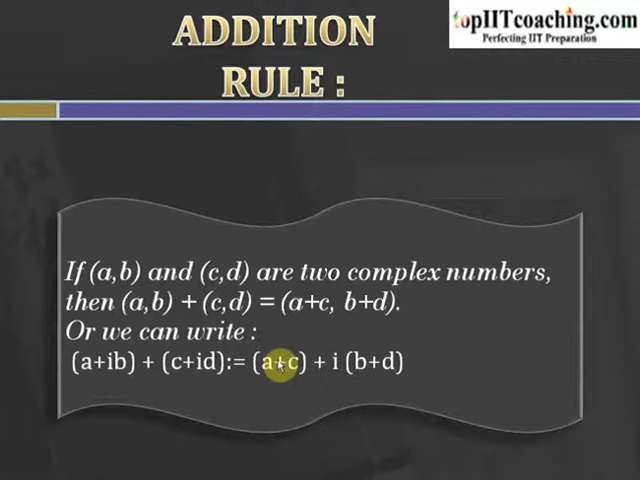 ADDITION
RULE :
topIITcoaching.com
Perfecting IIT Preparation
If (a,b) and (c,d) are two complex numbers,
then (a,b) + (c,d) = (a+c, b+d).
Or we can write :
(a+ib) + (c+id):= (a+c) + i (b+d)